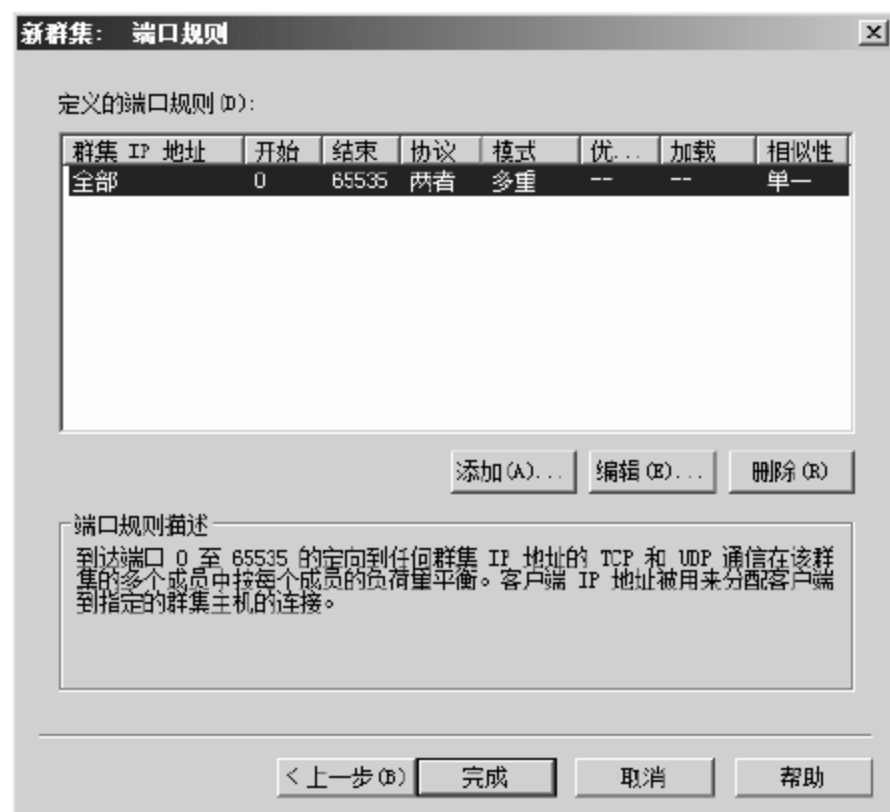 新群集： 端口规则
定义的端口规则(D):
群集 IP 地址 开始 结束 协议 模式 优... 加载 相似性
全部 0 65535 两者 多重 -- -- 单一
添加(A)... 编辑(E)... 删除(R)
端口规则描述
到达端口 0 至 65535 的定向到任何群集 IP 地址的 TCP 和 UDP 通信在该群
集的多个成员中按每个成员的负荷量平衡。客户端 IP 地址被用来分配客户端
到指定的群集主机的连接。
< 上一步(B) 完成 取消 帮助